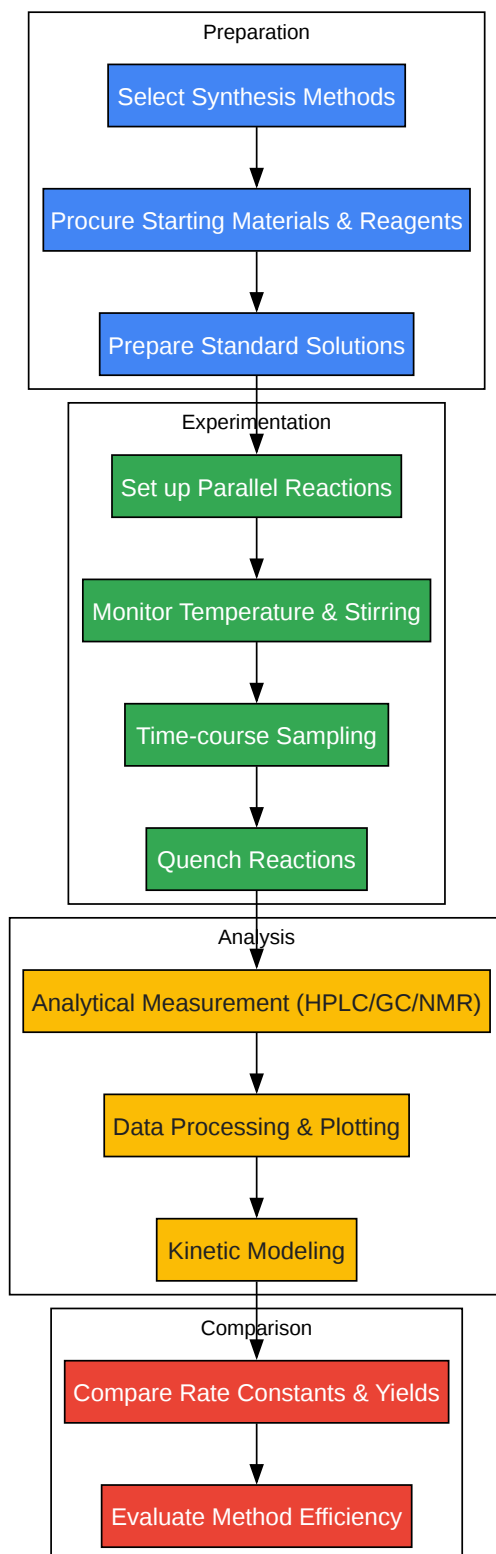 Preparation
Select Synthesis Methods
Procure Starting Materials & Reagents
Prepare Standard Solutions
Experimentation
Set up Parallel Reactions
Monitor Temperature & Stirring
Time-course Sampling
Quench Reactions
Analysis
Analytical Measurement (HPLC/GC/NMR)
Data Processing & Plotting
Kinetic Modeling
Comparison
Compare Rate Constants & Yields
Evaluate Method Efficiency